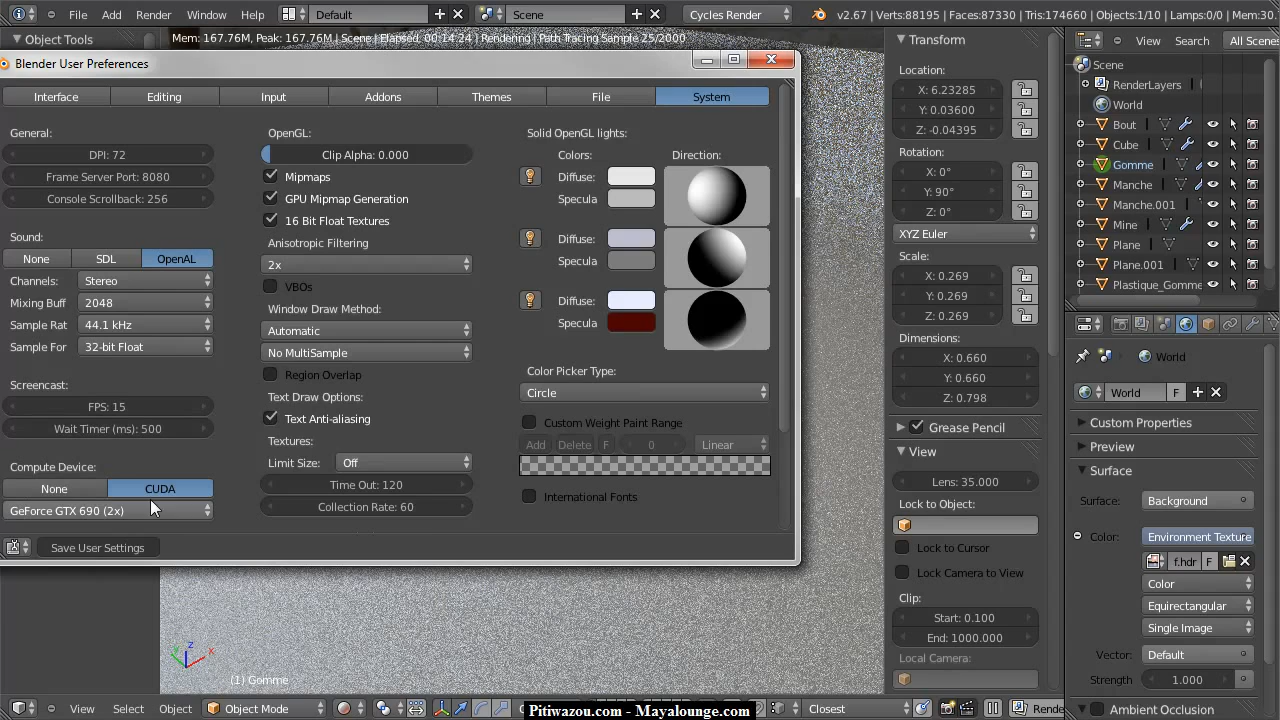 File Add Render Window Help Default Scene Cycles Render v2.67 | Verts:88195 | Faces:87330 | Tris:174660 | Objects:1/10 | Lamps:0/0 | Mem:30.
Object Tools
Mem: 167.76M, Peak: 167.76M | Scene | Elapsed: 00:14:24 | Rendering | Path Tracing Sample 25/2000
Blender User Preferences
Interface Editing Input Addons Themes File System
General:
DPI: 72
Frame Server Port: 8080
Console Scrollback: 256
Sound:
None SDL OpenAL
Channels: Stereo
Mixing Buff 2048
Sample Rat 44.1 kHz
Sample For 32-bit Float
Screencast:
FPS: 15
Wait Timer (ms): 500
Compute Device:
None CUDA
GeForce GTX 690 (2x)
Save User Settings
OpenGL:
Clip Alpha: 0.000
Mipmaps
GPU Mipmap Generation
16 Bit Float Textures
Anisotropic Filtering
2x
VBOs
Window Draw Method:
Automatic
No MultiSample
Region Overlap
Text Draw Options:
Text Anti-aliasing
Textures:
Limit Size: Off
Time Out: 120
Collection Rate: 60
Solid OpenGL lights:
Colors: Direction:
Diffuse:
Specula
Diffuse:
Specula
Diffuse:
Specula
Color Picker Type:
Circle
Custom Weight Paint Range
Add Delete F 0 Linear
International Fonts
Transform
Location:
X: 6.23285
Y: 0.03600
Z: -0.04395
Rotation:
X: 0°
Y: 90°
Z: 0°
XYZ Euler
Scale:
X: 0.269
Y: 0.269
Z: 0.269
Dimensions:
X: 0.660
Y: 0.660
Z: 0.798
Grease Pencil
View
Lens: 35.000
Lock to Object:
Lock to Cursor
Lock Camera to View
Clip:
Start: 0.100
End: 1000.000
Local Camera:
View Search All Scenes
Scene
RenderLayers
World
Bout
Cube
Gomme
Manche
Manche.001
Mine
Plane
Plane.001
Plastique_Gomme
World
World F
Custom Properties
Preview
Surface
Surface: Background
Color: Environment Texture
f.hdr F
Color
Equirectangular
Single Image
Vector: Default
Strength 1.000
Ambient Occlusion
z
y
x
(1) Gomme
View Select Object Object Mode Closest Rende
Pitiwazou.com - Mayalounge.com